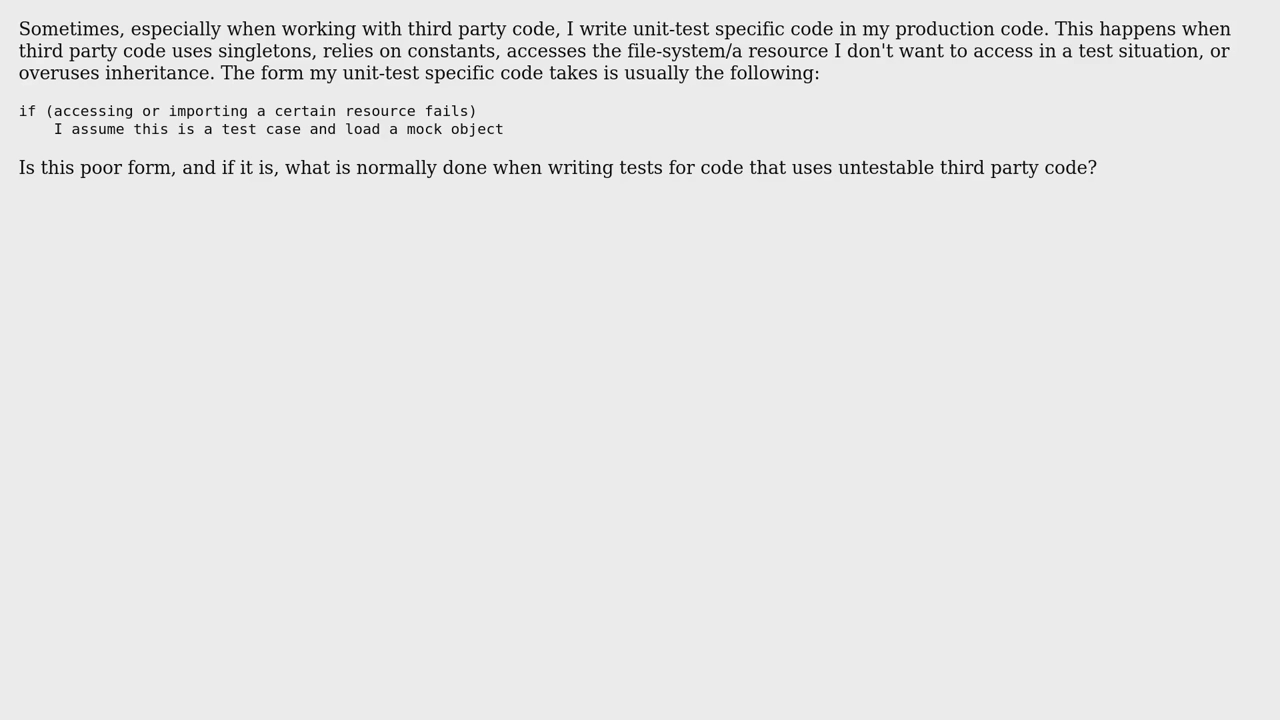 Sometimes, especially when working with third party code, I write unit-test specific code in my production code. This happens when
third party code uses singletons, relies on constants, accesses the file-system/a resource I don't want to access in a test situation, or
overuses inheritance. The form my unit-test specific code takes is usually the following:
if (accessing or importing a certain resource fails)
    I assume this is a test case and load a mock object
Is this poor form, and if it is, what is normally done when writing tests for code that uses untestable third party code?